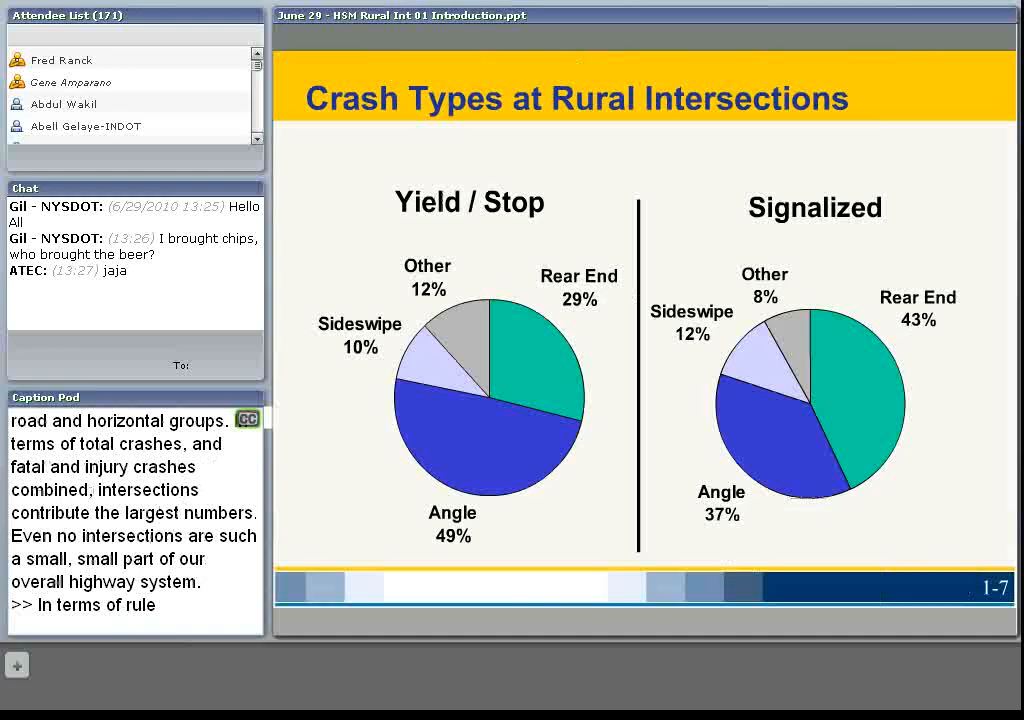 Attendee List (171)
Fred Ranck
Gene Amparano
Abdul Wakil
Abell Gelaye-INDOT
Chat
Gil - NYSDOT: (6/29/2010 13:25) Hello
All
Gil - NYSDOT: (13:26) I brought chips,
who brought the beer?
ATEC: (13:27) jaja
To:
Caption Pod
road and horizontal groups.
CC
terms of total crashes, and
fatal and injury crashes
combined, intersections
contribute the largest numbers.
Even no intersections are such
a small, small part of our
overall highway system.
>> In terms of rule
June 29 - HSM Rural Int 01 Introduction.ppt
Crash Types at Rural Intersections
Yield / Stop
Other
12%
Rear End
29%
Sideswipe
10%
Angle
49%
Signalized
Other
8%
Rear End
43%
Sideswipe
12%
Angle
37%
1-7